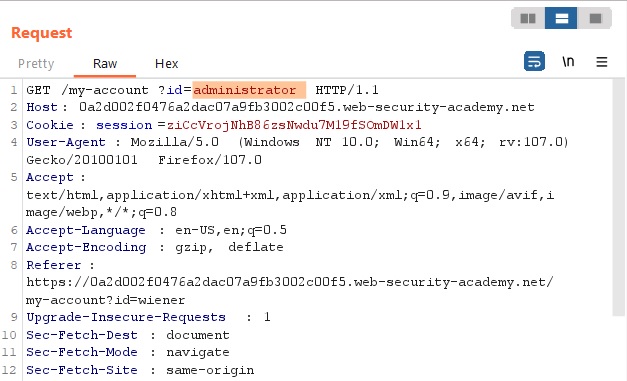 Request
Pretty Raw Hex
\n
1 GET /my-account ?id=administrator HTTP/1.1
2 Host : 0a2d002f0476a2dac07a9fb3002c00f5.web-security-academy.net
3 Cookie : session =ziCcVrojNhB86zsNwdu7M19fSOmDW1x1
4 User-Agent : Mozilla/5.0 (Windows NT 10.0; Win64; x64; rv:107.0)
Gecko/20100101 Firefox/107.0
5 Accept :
text/html,application/xhtml+xml,application/xml;q=0.9,image/avif,i
mage/webp,*/*;q=0.8
6 Accept-Language : en-US,en;q=0.5
7 Accept-Encoding : gzip, deflate
8 Referer :
https://0a2d002f0476a2dac07a9fb3002c00f5.web-security-academy.net/
my-account?id=wiener
9 Upgrade-Insecure-Requests : 1
10 Sec-Fetch-Dest : document
11 Sec-Fetch-Mode : navigate
12 Sec-Fetch-Site : same-origin